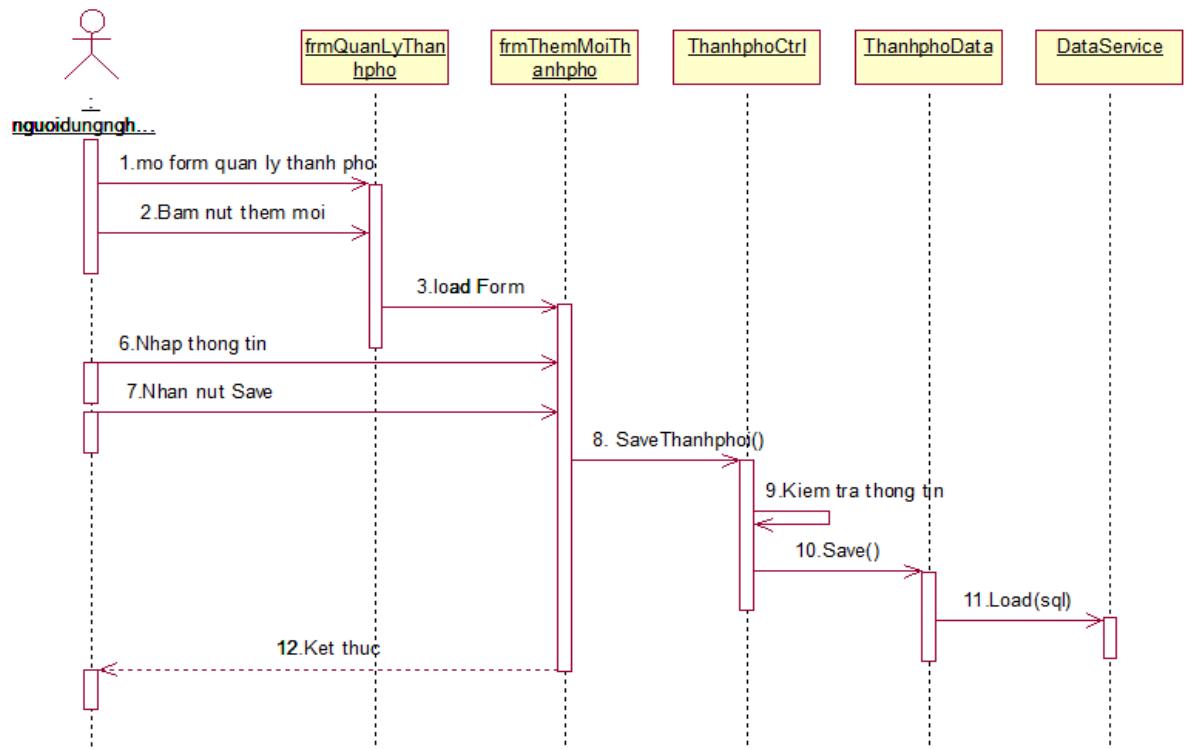 frmQuanLyThan
hpho
frmThemMoiTh
anhpho
ThanhphoCtrl
ThanhphoData
DataService
:
nguoidungngh...
1.mo form quan ly thanh pho
2.Bam nut them moi
3.load Form
6.Nhap thong tin
7.Nhan nut Save
8. SaveThanhphoi()
9.Kiem tra thong tin
10.Save()
11.Load(sql)
12.Ket thuc